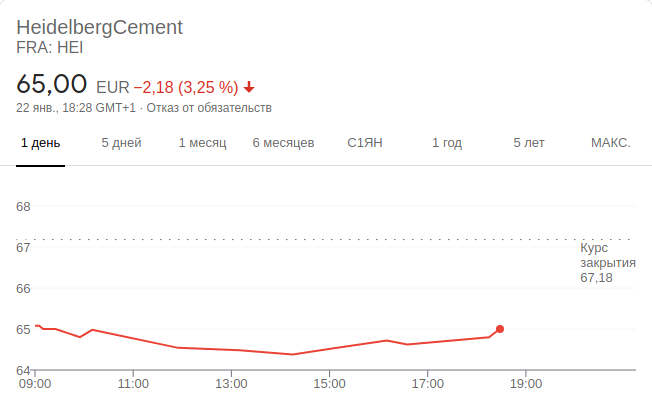 HeidelbergCement
FRA: HEI
65,00 EUR −2,18 (3,25 %)
22 янв., 18:28 GMT+1 · Отказ от обязательств
1 день 5 дней 1 месяц 6 месяцев С1ЯН 1 год 5 лет МАКС.
68
67
Курс
закрытия
67,18
66
65
64
09:00 11:00 13:00 15:00 17:00 19:00